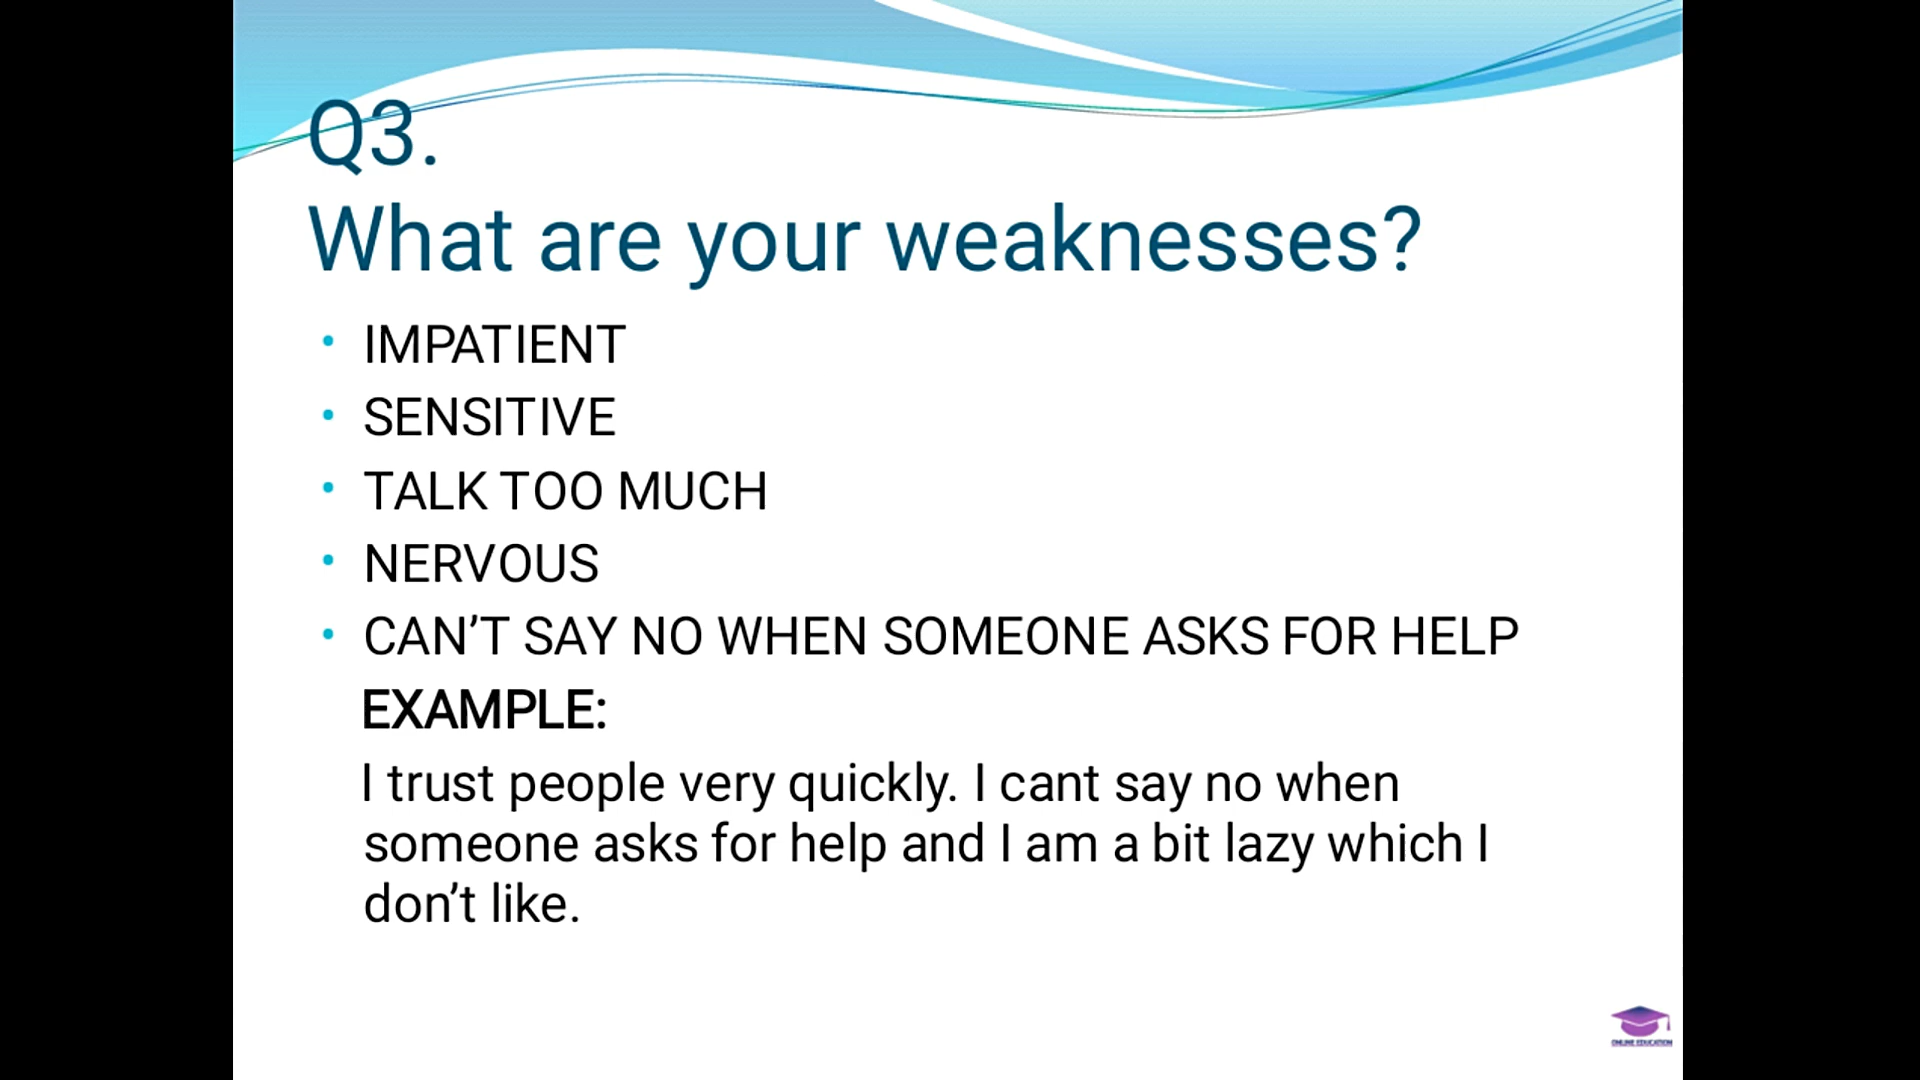 Q3.
What are your weaknesses?
• IMPATIENT
• SENSITIVE
• TALK TOO MUCH
• NERVOUS
• CAN’T SAY NO WHEN SOMEONE ASKS FOR HELP
EXAMPLE:
I trust people very quickly. I cant say no when
someone asks for help and I am a bit lazy which I
don’t like.
ONLINE EDUCATION